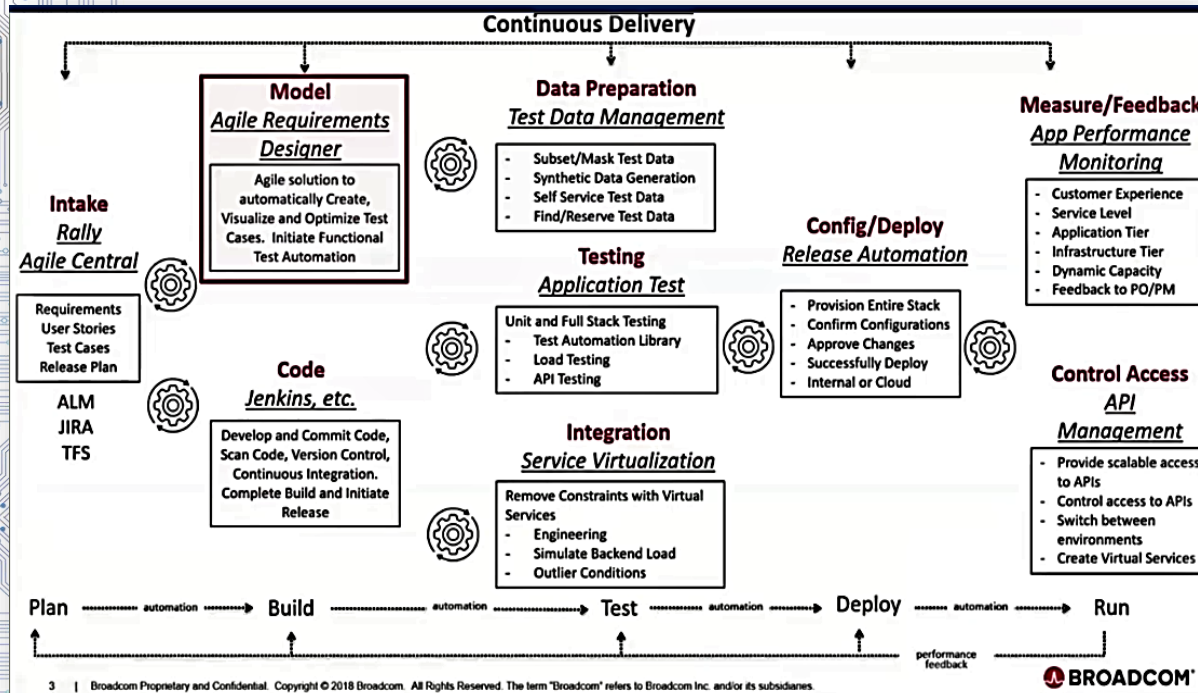 Continuous Delivery
Intake
Rally
Agile Central
Requirements
User Stories
Test Cases
Release Plan
ALM
JIRA
TFS
Model
Agile Requirements
Designer
Agile solution to
automatically Create,
Visualize and Optimize Test
Cases. Initiate Functional
Test Automation
Code
Jenkins, etc.
Develop and Commit Code,
Scan Code, Version Control,
Continuous Integration.
Complete Build and Initiate
Release
Data Preparation
Test Data Management
- Subset/Mask Test Data
- Synthetic Data Generation
- Self Service Test Data
- Find/Reserve Test Data
Testing
Application Test
Unit and Full Stack Testing
- Test Automation Library
- Load Testing
- API Testing
Integration
Service Virtualization
Remove Constraints with Virtual
Services
- Engineering
- Simulate Backend Load
- Outlier Conditions
Config/Deploy
Release Automation
- Provision Entire Stack
- Confirm Configurations
- Approve Changes
- Successfully Deploy
- Internal or Cloud
Measure/Feedback
App Performance
Monitoring
- Customer Experience
- Service Level
- Application Tier
- Infrastructure Tier
- Dynamic Capacity
- Feedback to PO/PM
Control Access
API
Management
- Provide scalable access
to APIs
- Control access to APIs
- Switch between
environments
- Create Virtual Services
Plan automation Build automation Test automation Deploy automation Run
performance
feedback
3 | Broadcom Proprietary and Confidential. Copyright © 2018 Broadcom. All Rights Reserved. The term "Broadcom" refers to Broadcom Inc. and/or its subsidiaries.
BROADCOM